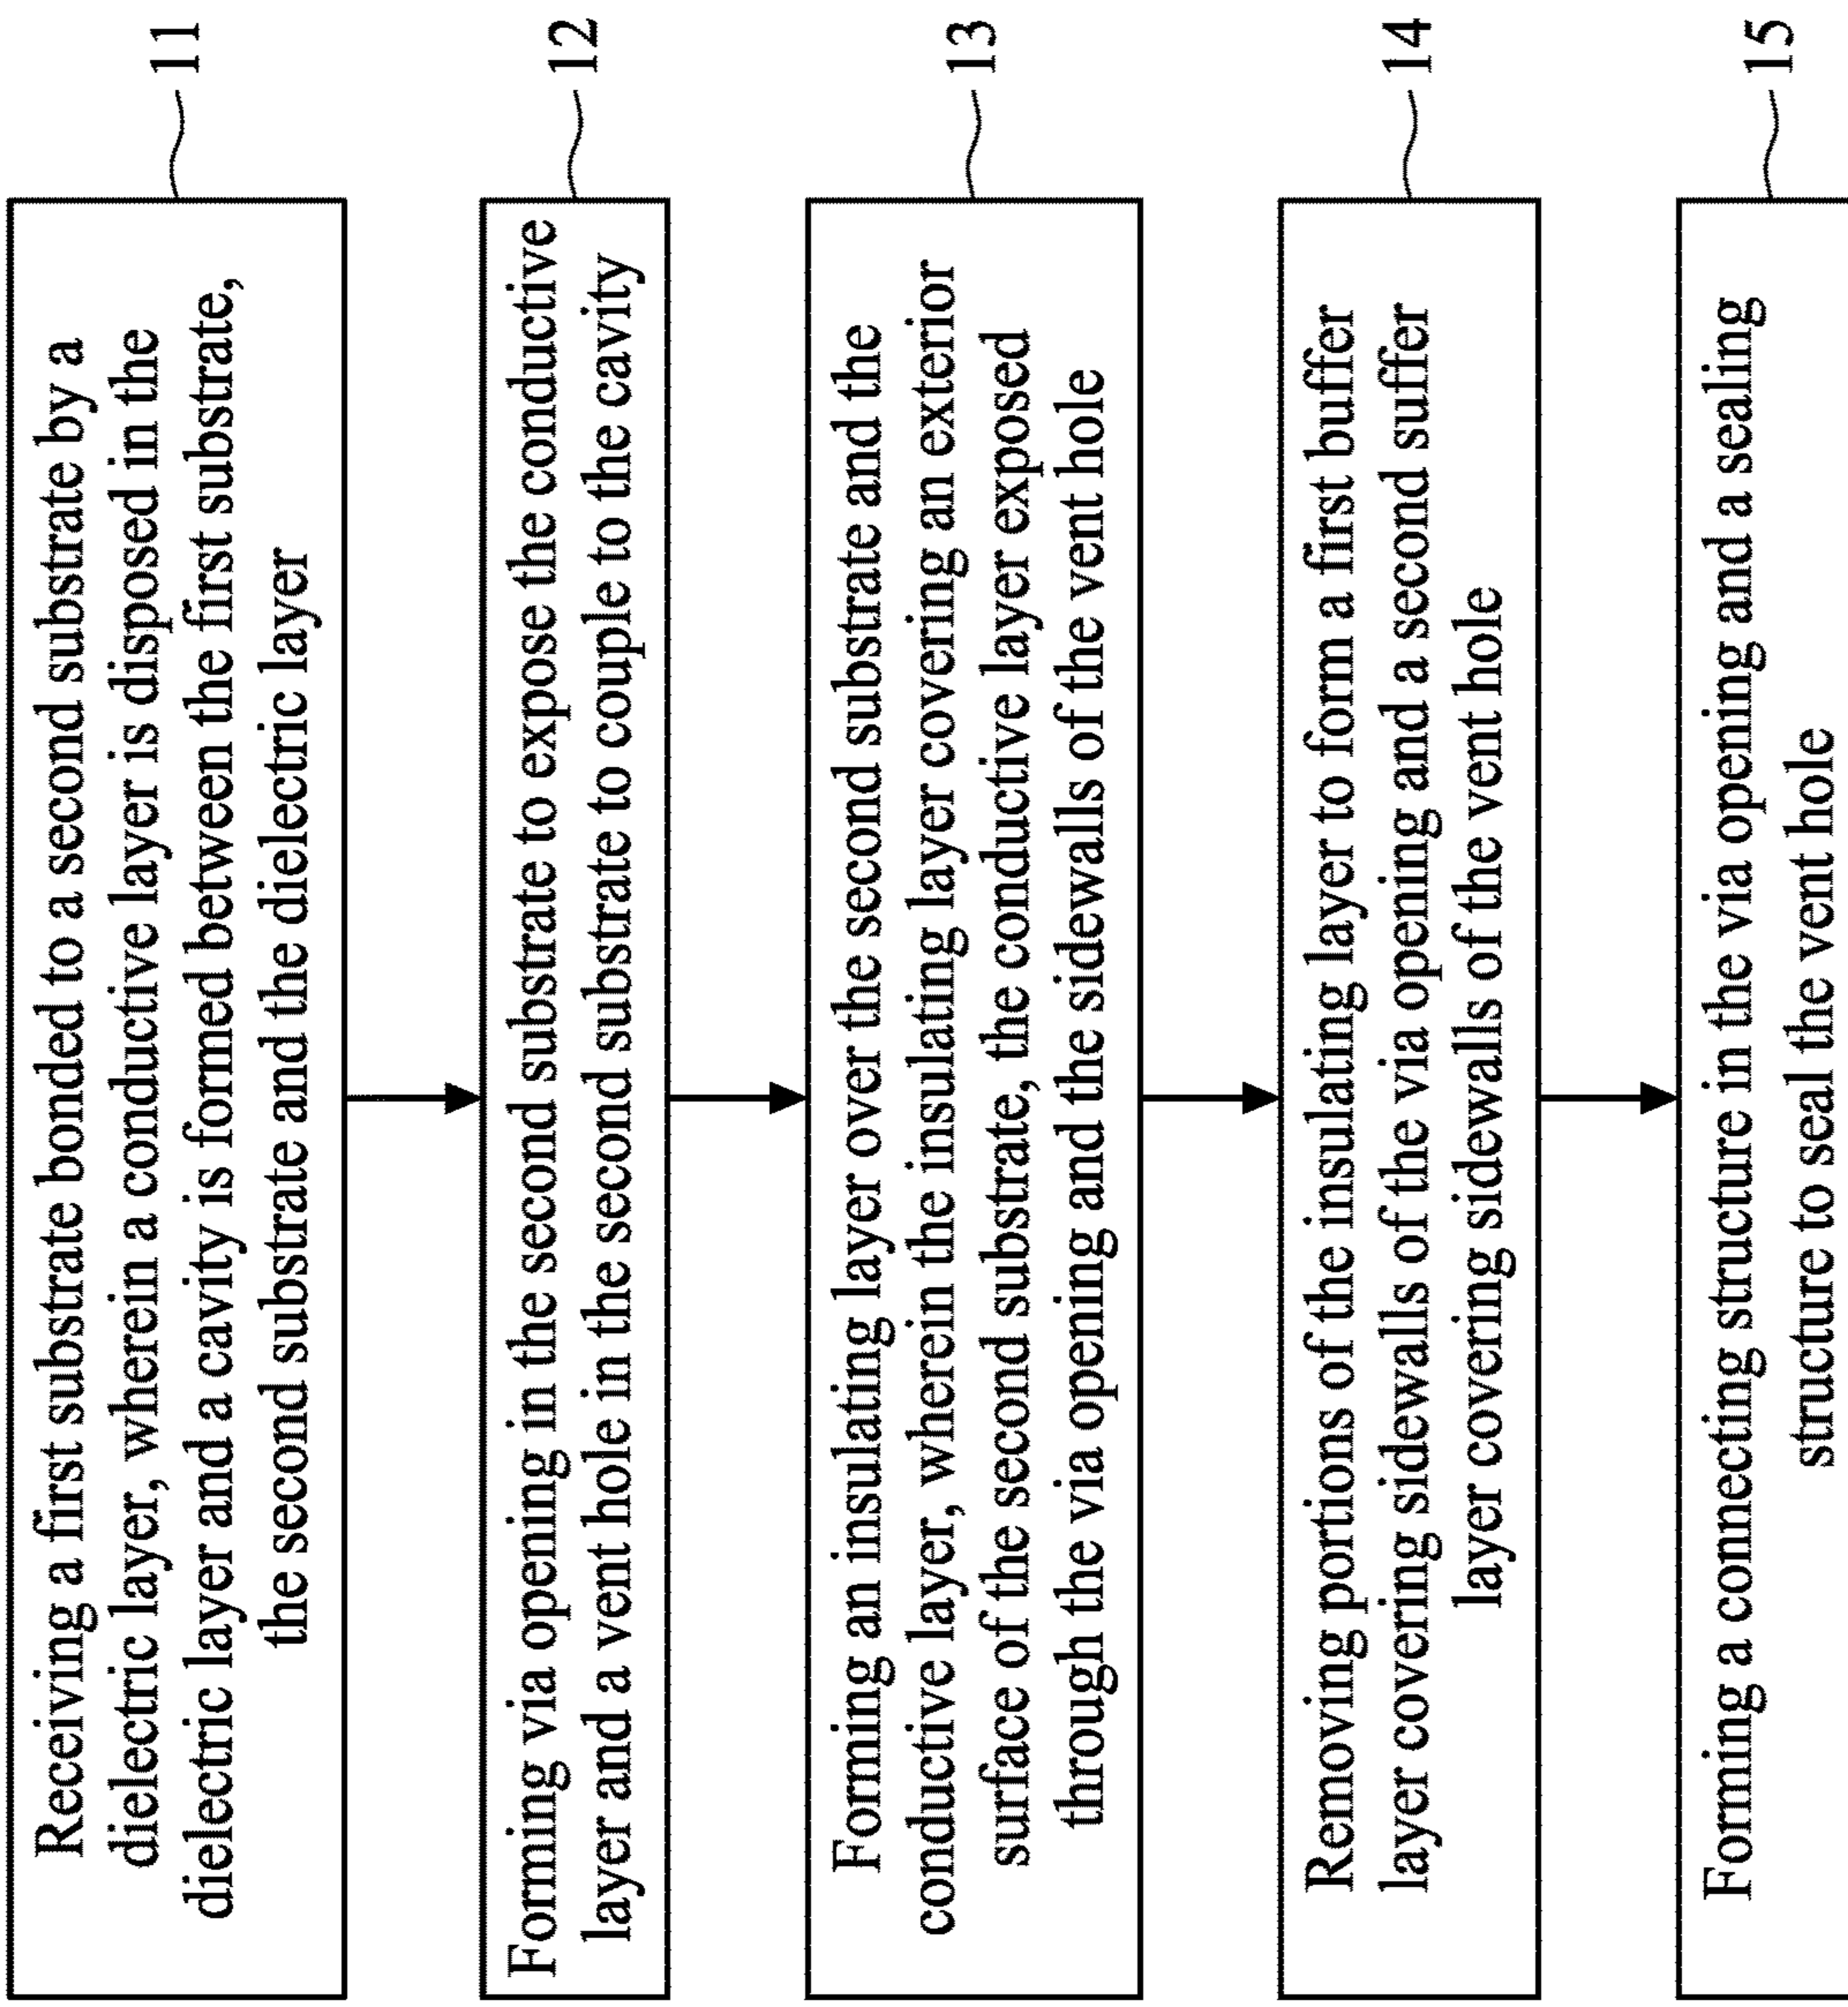 Receiving a first substrate bonded to a second substrate by a
dielectric layer, wherein a conductive layer is disposed in the
dielectric layer and a cavity is formed between the first substrate,
the second substrate and the dielectric layer
11
Forming via opening in the second substrate to expose the conductive
layer and a vent hole in the second substrate to couple to the cavity
12
Forming an insulating layer over the second substrate and the
conductive layer, wherein the insulating layer covering an exterior
surface of the second substrate, the conductive layer exposed
through the via opening and the sidewalls of the vent hole
13
Removing portions of the insulating layer to form a first buffer
layer covering sidewalls of the via opening and a second suffer
layer covering sidewalls of the vent hole
14
Forming a connecting structure in the via opening and a sealing
structure to seal the vent hole
15